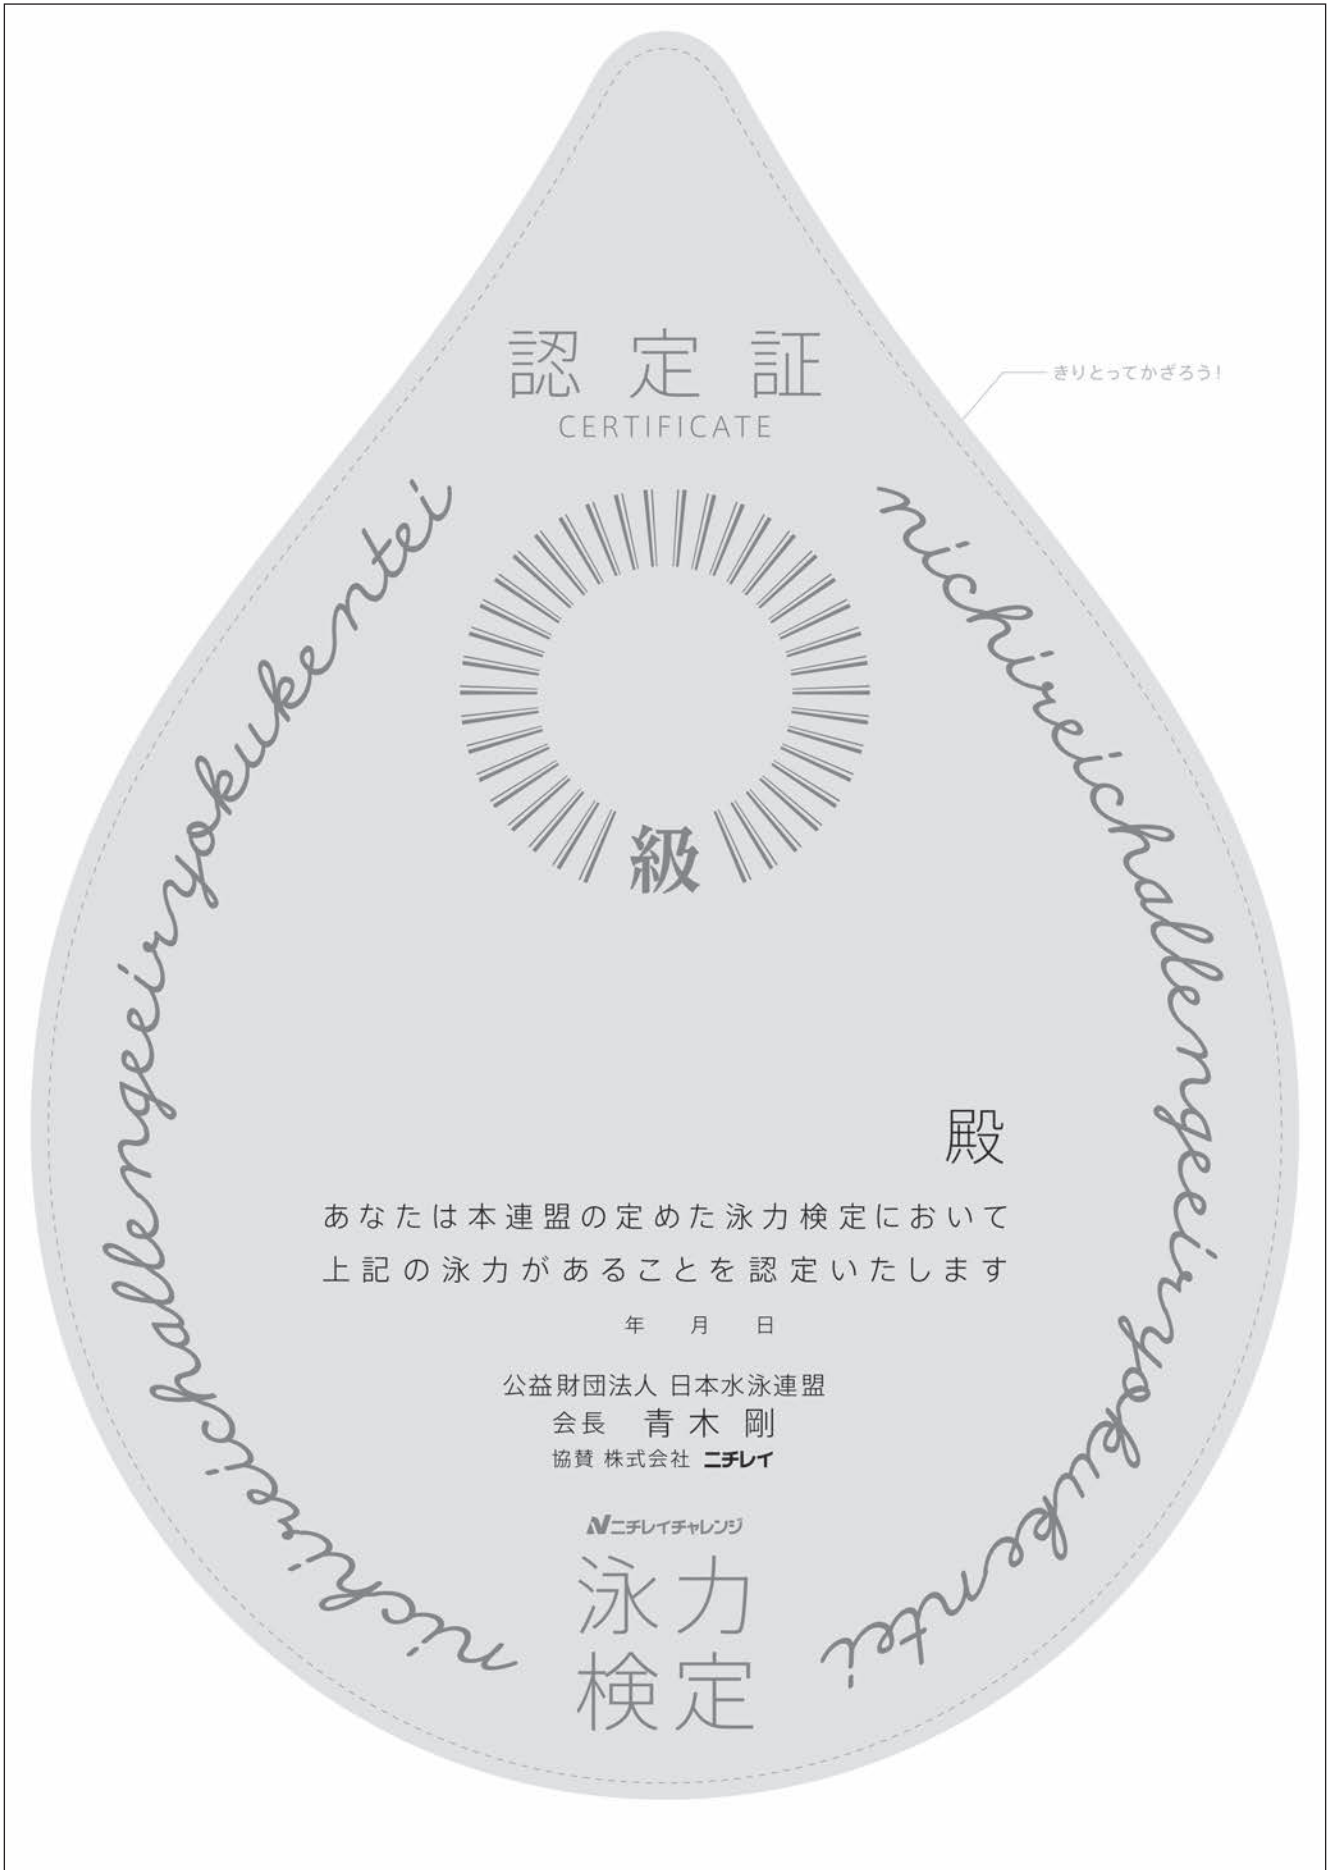 認定証
CERTIFICATE
きりとってかざろう!
nichireichallengeeiryokukentei
nichireichallengeeiryokukentei
級
殿
あなたは本連盟の定めた泳力検定において
上記の泳力があることを認定いたします
年 月 日
公益財団法人 日本水泳連盟
会長 青木 剛
協賛 株式会社 ニチレイ
Nニチレイチャレンジ
泳力
検定